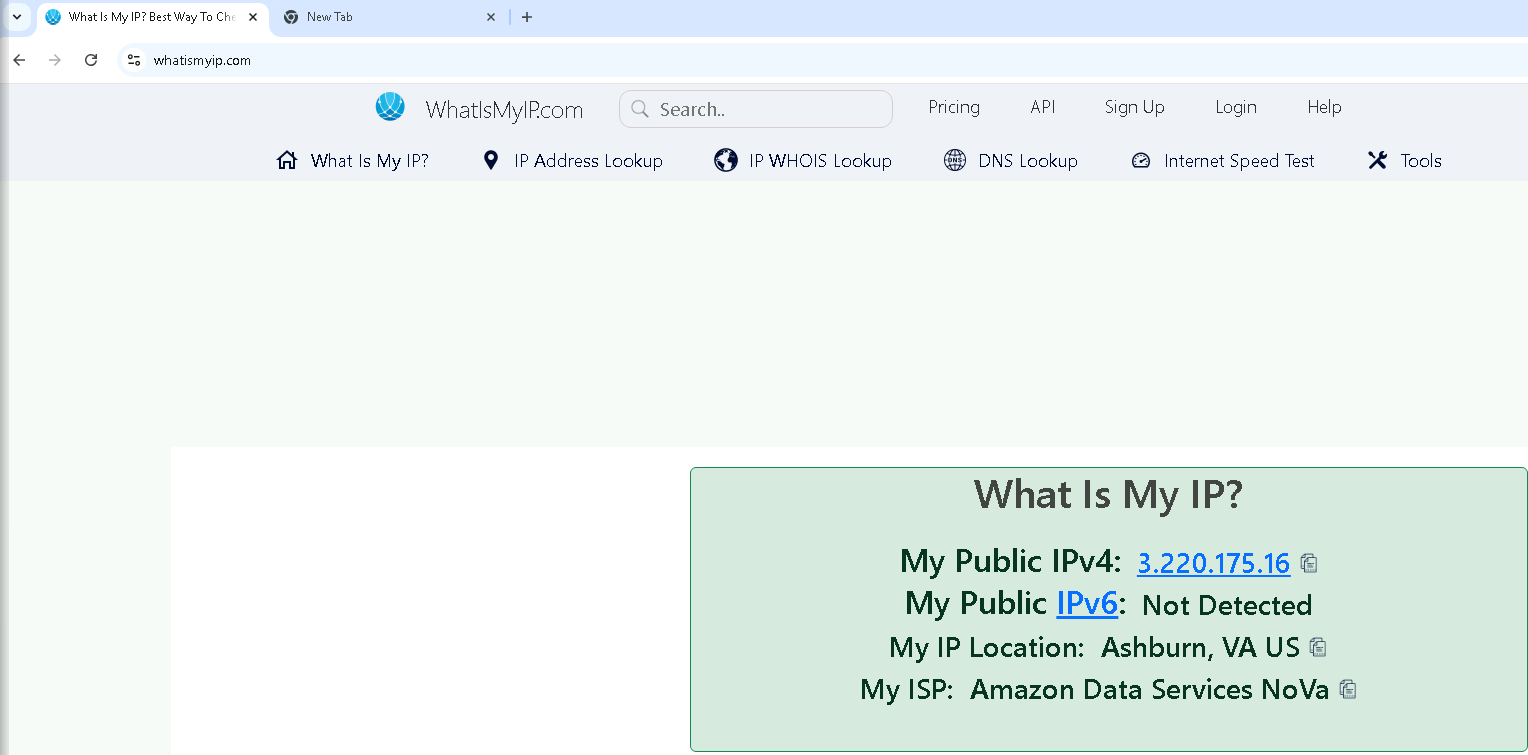 What Is My IP? Best Way To Che
New Tab
whatismyip.com
WhatIsMyIP.com
Search..
Pricing
API
Sign Up
Login
Help
What Is My IP?
IP Address Lookup
IP WHOIS Lookup
DNS
DNS Lookup
Internet Speed Test
Tools
What Is My IP?
My Public IPv4: 3.220.175.16
My Public IPv6: Not Detected
My IP Location: Ashburn, VA US
My ISP: Amazon Data Services NoVa